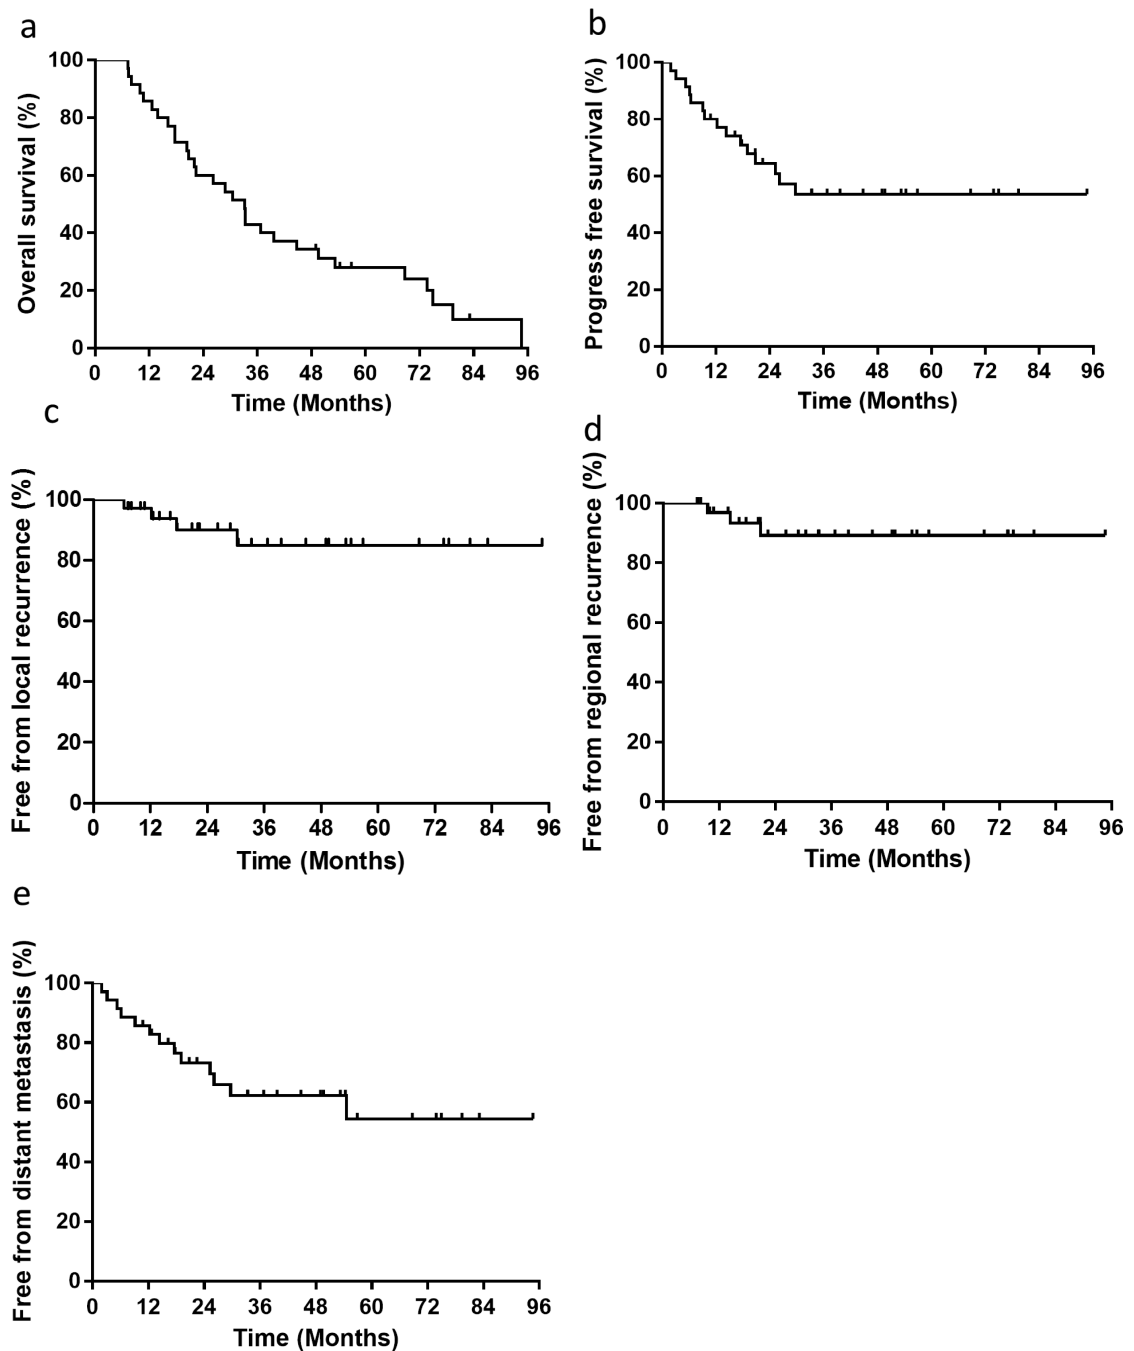 a
Overall survival (%)
100
80
60
40
20
0
0 12 24 36 48 60 72 84 96
Time (Months)
b
Progress free survival (%)
100
80
60
40
20
0
0 12 24 36 48 60 72 84 96
Time (Months)
c
Free from local recurrence (%)
100
80
60
40
20
0
0 12 24 36 48 60 72 84 96
Time (Months)
d
Free from regional recurrence (%)
100
80
60
40
20
0
0 12 24 36 48 60 72 84 96
Time (Months)
e
Free from distant metastasis (%)
100
80
60
40
20
0
0 12 24 36 48 60 72 84 96
Time (Months)